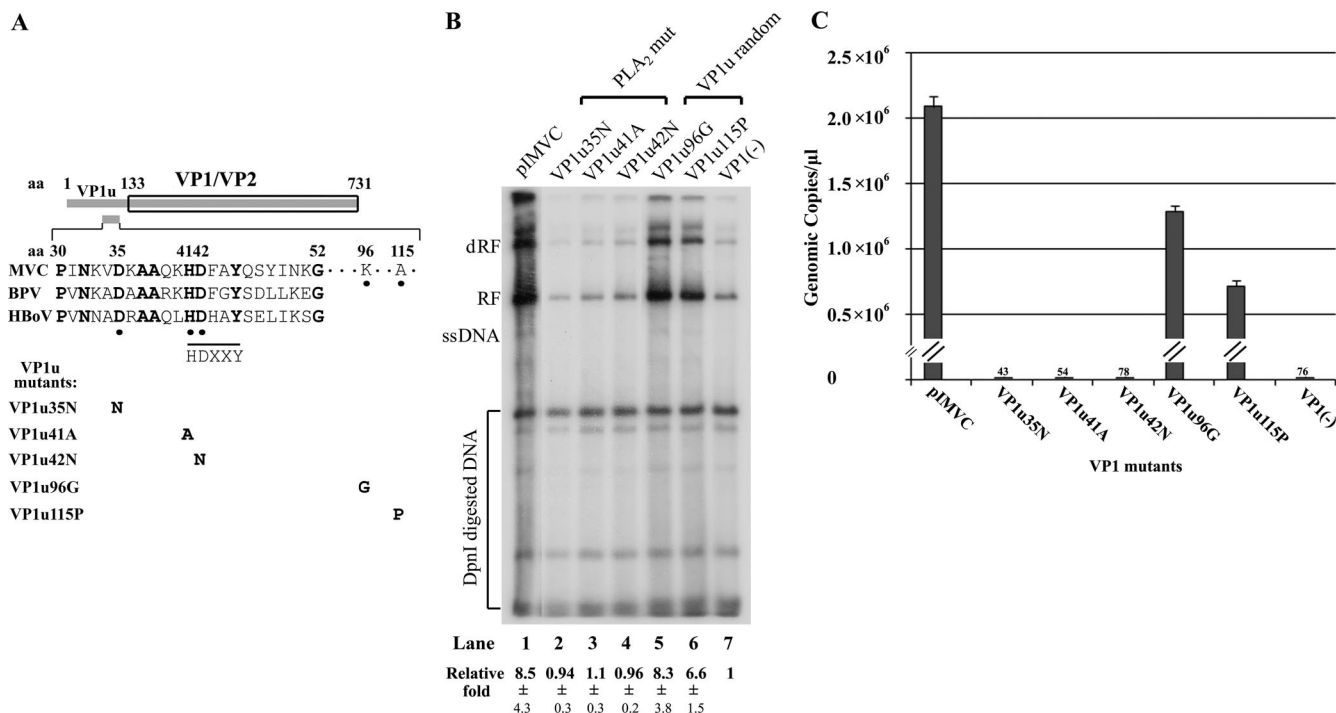 A
aa 1 VP1u 133 VP1/VP2 731
aa 30 35 4142 52 96 115
MVC PINKVDKAAQKHDFAYQSYINKG···K···A·
BPV PVNKADAAARKHDFGYSDLLKEG
HBoV PVNNADRAAQLHDHAYSELIKSG
HDXXY
VP1u
mutants:
VP1u35N N
VP1u41A A
VP1u42N N
VP1u96G G
VP1u115P P
B
PLA2 mut
VP1u random
pIMVC
VP1u35N
VP1u41A
VP1u42N
VP1u96G
VP1u115P
VP1(-)
dRF
RF
ssDNA
DpnI digested DNA
Lane 1 2 3 4 5 6 7
Relative fold 8.5 0.94 1.1 0.96 8.3 6.6 1
± ± ± ± ± ±
4.3 0.3 0.3 0.2 3.8 1.5
C
Genomic Copies/µl
2.5×10⁶
2.0×10⁶
1.5×10⁶
1.0×10⁶
0.5×10⁶
0
43 54 78 76
pIMVC
VP1u35N
VP1u41A
VP1u42N
VP1u96G
VP1u115P
VP1(-)
VP1 mutants